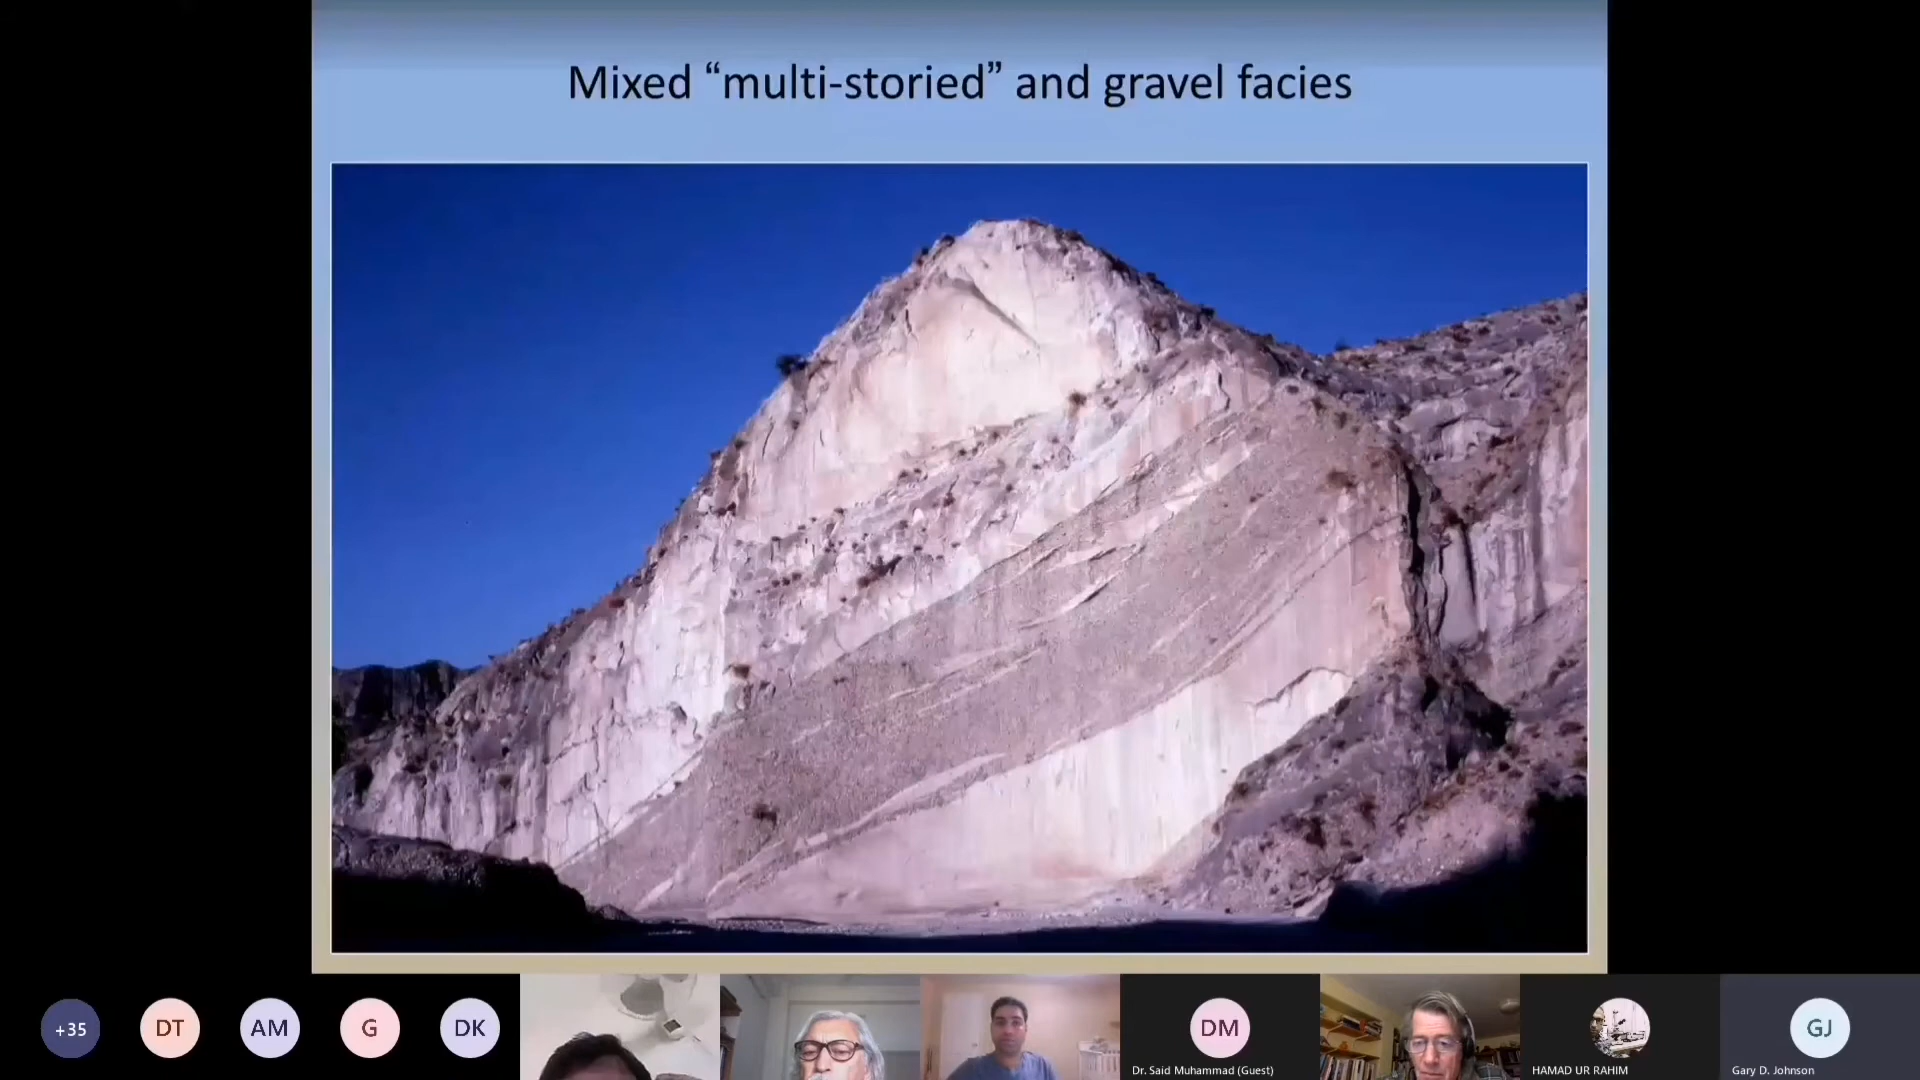 Mixed “multi-storied” and gravel facies
+35
DT
AM
G
DK
DM
Dr. Said Muhammad (Guest)
HAMAD UR RAHIM
GJ
Gary D. Johnson